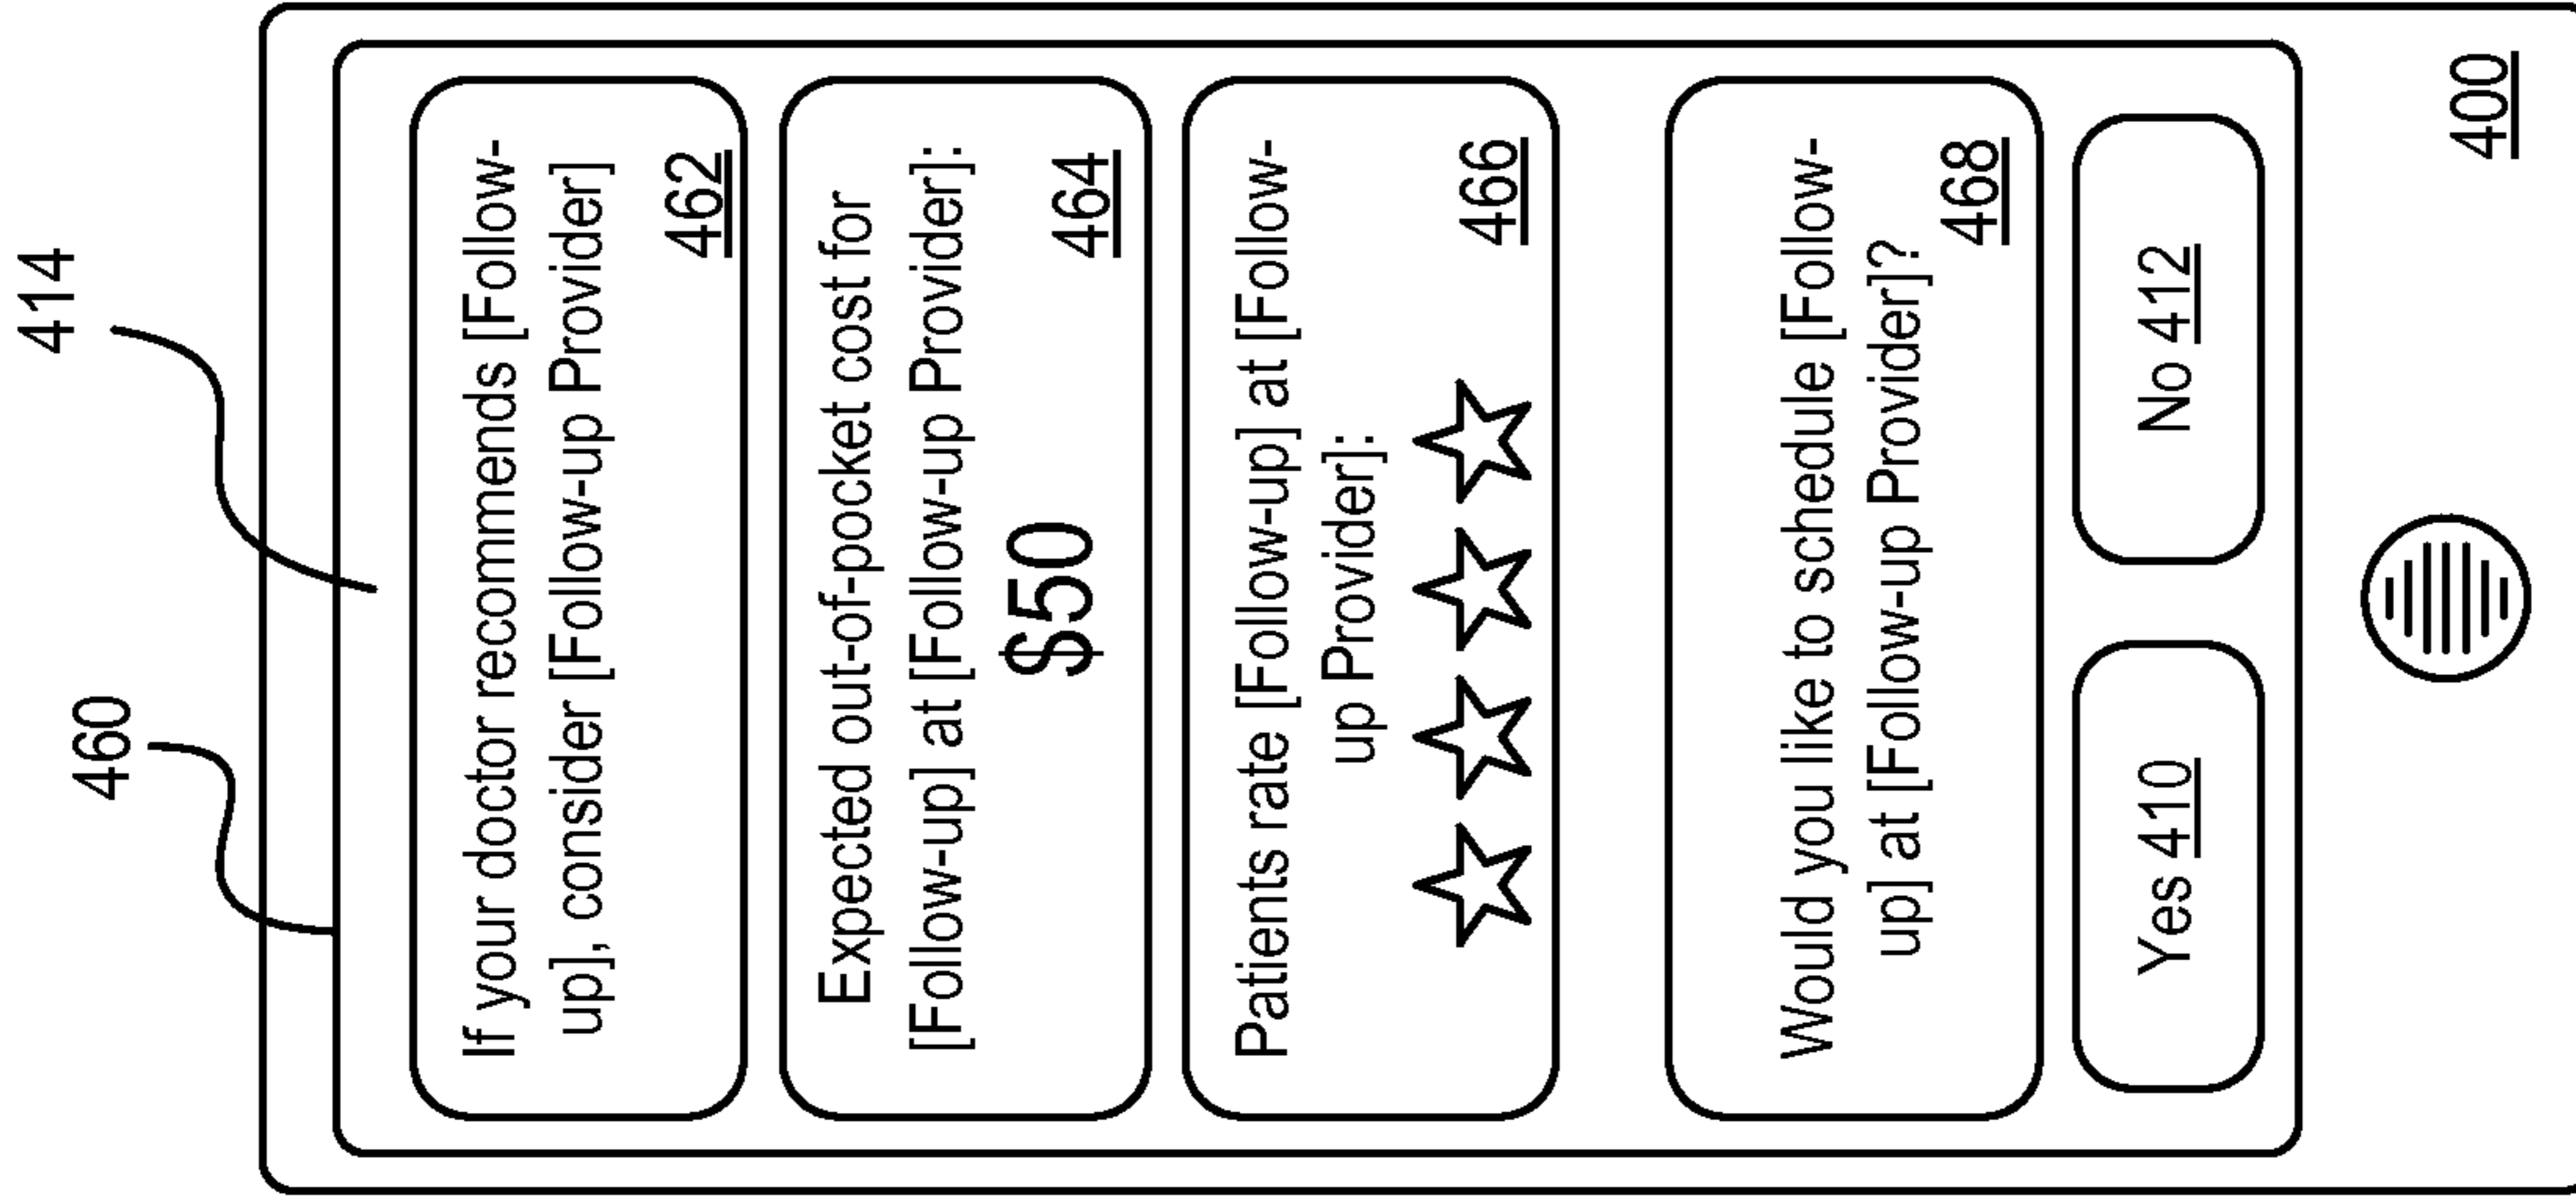 414
460
If your doctor recommends [Follow-
up], consider [Follow-up Provider]
462
Expected out-of-pocket cost for
[Follow-up] at [Follow-up Provider]:
$50
464
Patients rate [Follow-up] at [Follow-
up Provider]:
466
Would you like to schedule [Follow-
up] at [Follow-up Provider]?
468
Yes 410
No 412
400